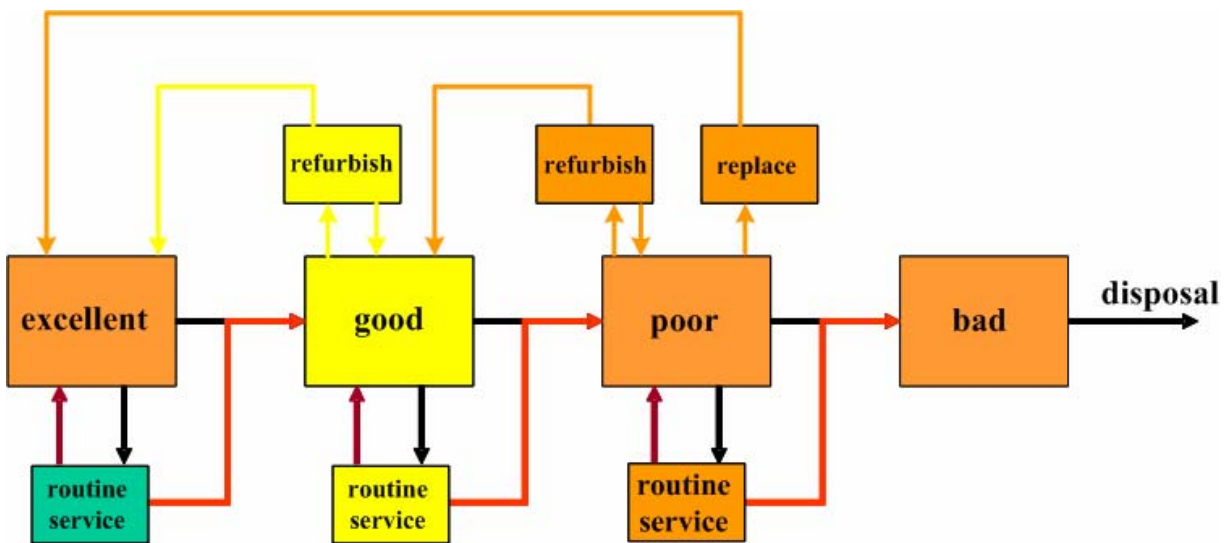 refurbish
refurbish
replace
excellent
good
poor
bad
disposal
routine
service
routine
service
routine
service